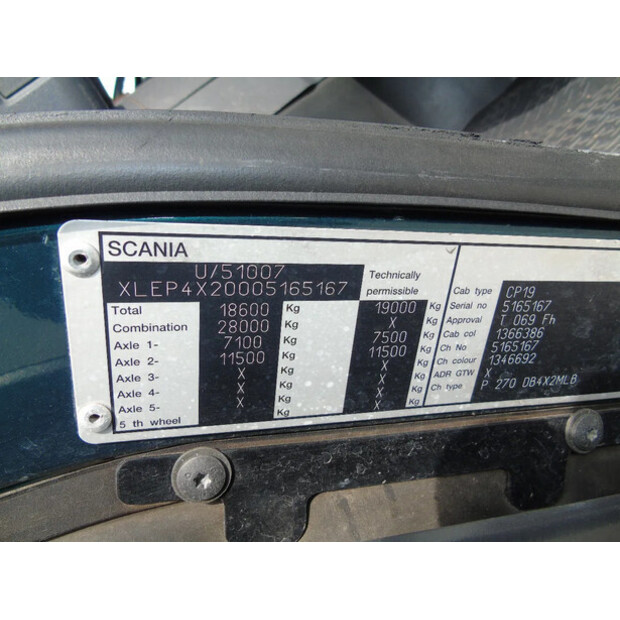 SCANIA
U/51007
XLEP4X20005165167
Technically permissible
Total 18600 Kg 19000 Kg
Combination 28000 Kg X Kg
Axle 1- 7100 Kg 7500 Kg
Axle 2- 11500 Kg 11500 Kg
Axle 3- X Kg X Kg
Axle 4- X Kg X Kg
Axle 5- X Kg X Kg
5 th wheel
Cab type CP19
Serial no 5165167
Approval T 069 Fh
Cab col 1366386
Ch No 5165167
Ch colour 1346692
ADR GTW X
Ch type P 270 DB4X2MLB